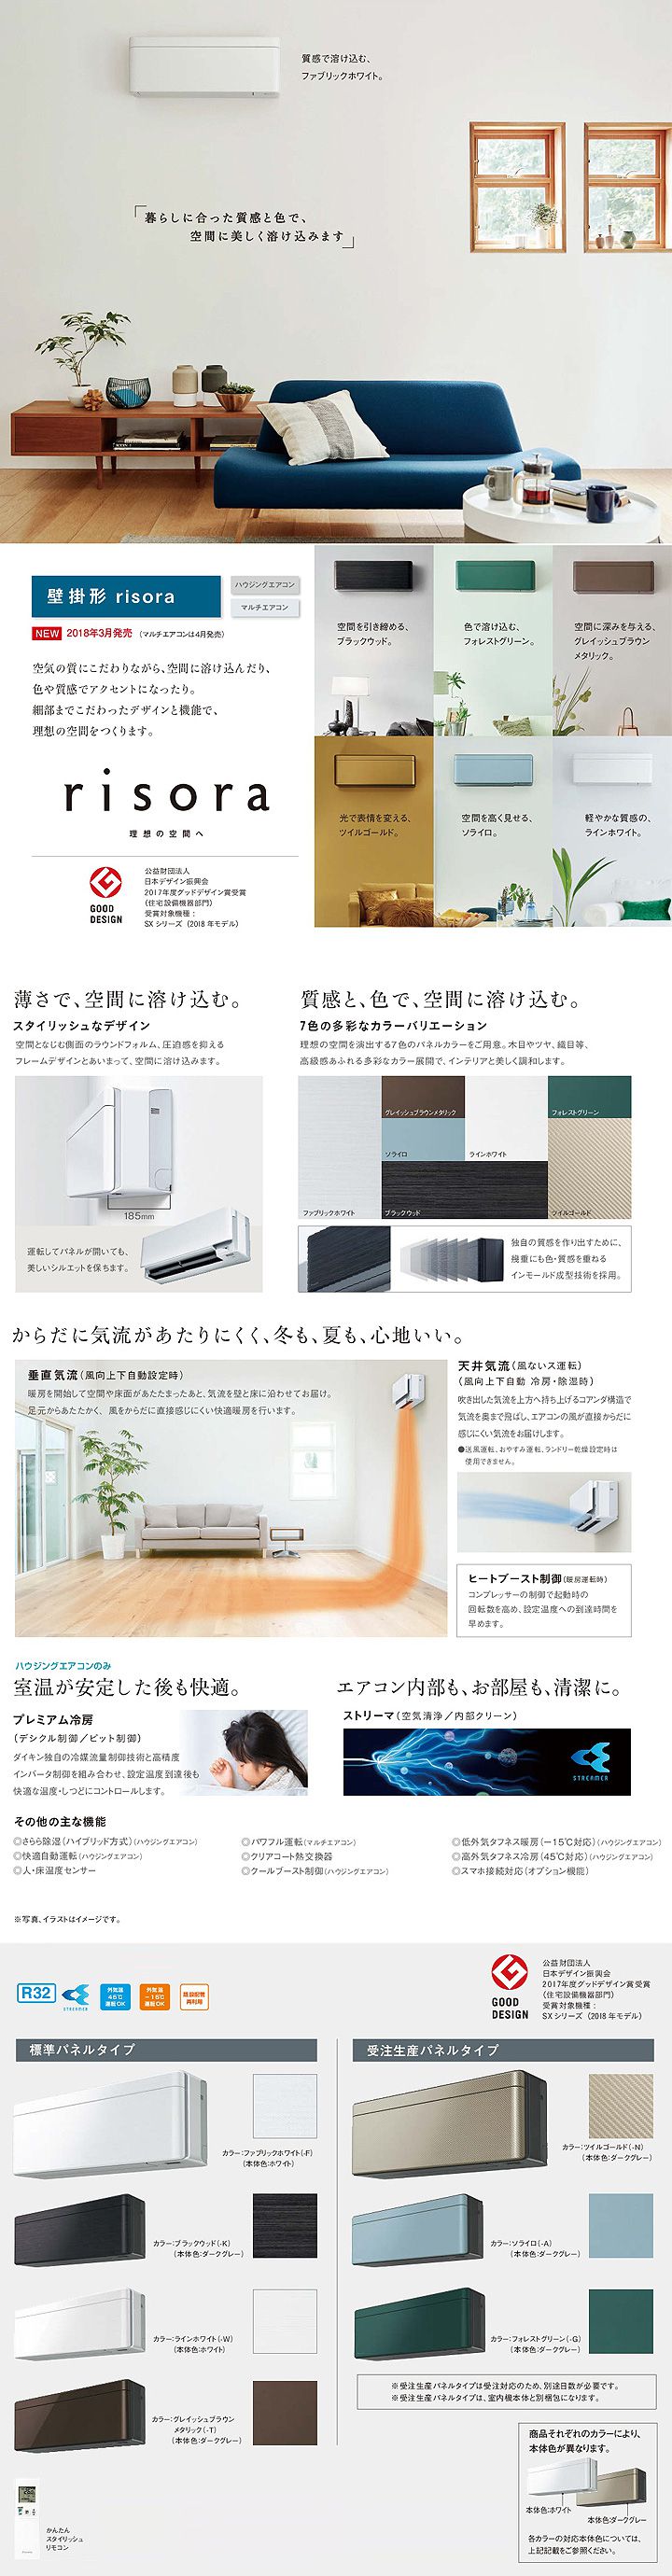 質感で溶け込む、
ファブリックホワイト。
「暮らしに合った質感と色で、
空間に美しく溶け込みます」
壁掛形 risora
ハウジングエアコン
マルチエアコン
NEW 2018年3月発売 (マルチエアコンは4月発売)
空気の質にこだわりながら、空間に溶け込んだり、
色や質感でアクセントになったり。
細部までこだわったデザインと機能で、
理想の空間をつくります。
risora
理想の空間へ
GOOD
DESIGN
公益財団法人
日本デザイン振興会
2017年度グッドデザイン賞受賞
(住宅設備機器部門)
受賞対象機種:
SXシリーズ (2018年モデル)
空間を引き締める、
ブラックウッド。
色で溶け込む、
フォレストグリーン。
空間に深みを与える、
グレイッシュブラウン
メタリック。
光で表情を変える、
ツイルゴールド。
空間を高く見せる、
ソライロ。
軽やかな質感の、
ラインホワイト。
薄さで、空間に溶け込む。
スタイリッシュなデザイン
空間となじむ側面のラウンドフォルム、圧迫感を抑える
フレームデザインとあいまって、空間に溶け込みます。
185mm
運転してパネルが開いても、
美しいシルエットを保ちます。
質感と、色で、空間に溶け込む。
7色の多彩なカラーバリエーション
理想の空間を演出する7色のパネルカラーをご用意。木目やツヤ、織目等、
高級感あふれる多彩なカラー展開で、インテリアと美しく調和します。
グレイッシュブラウンメタリック
フォレストグリーン
ソライロ
ラインホワイト
ファブリックホワイト
ブラックウッド
ツイルゴールド
独自の質感を作り出すために、
幾重にも色・質感を重ねる
インモールド成型技術を採用。
からだに気流があたりにくく、冬も、夏も、心地いい。
垂直気流(風向上下自動設定時)
暖房を開始して空間や床面があたたまったあと、気流を壁と床に沿わせてお届け。
足元からあたたかく、風をからだに直接感じにくい快適暖房を行います。
天井気流(風ないス運転)
(風向上下自動 冷房・除湿時)
吹き出した気流を上方へ持ち上げるコアンダ構造で
気流を奥まで飛ばし、エアコンの風が直接からだに
感じにくい気流をお届けします。
●送風運転、おやすみ運転、ランドリー乾燥設定時は
使用できません。
ヒートブースト制御(暖房運転時)
コンプレッサーの制御で起動時の
回転数を高め、設定温度への到達時間を
早めます。
ハウジングエアコンのみ
室温が安定した後も快適。
プレミアム冷房
(デシクル制御/ピット制御)
ダイキン独自の冷媒流量制御技術と高精度
インバータ制御を組み合わせ、設定温度到達後も
快適な温度・しつどにコントロールします。
エアコン内部も、お部屋も、清潔に。
ストリーマ(空気清浄/内部クリーン)
STREAMER
その他の主な機能
◎さらら除湿(ハイブリッド方式)(ハウジングエアコン)
◎快適自動運転(ハウジングエアコン)
◎人・床温度センサー
◎パワフル運転(マルチエアコン)
◎クリアコート熱交換器
◎クールブースト制御(ハウジングエアコン)
◎低外気タフネス暖房(-15℃対応)(ハウジングエアコン)
◎高外気タフネス冷房(45℃対応)(ハウジングエアコン)
◎スマホ接続対応(オプション機能)
※写真、イラストはイメージです。
R32
STREAMER
外気温
45℃
運転OK
外気温
-15℃
運転OK
既設配管
再利用
GOOD
DESIGN
公益財団法人
日本デザイン振興会
2017年度グッドデザイン賞受賞
(住宅設備機器部門)
受賞対象機種:
SXシリーズ (2018年モデル)
標準パネルタイプ
カラー:ファブリックホワイト(-F)
(本体色:ホワイト)
カラー:ブラックウッド(-K)
(本体色:ダークグレー)
カラー:ラインホワイト(-W)
(本体色:ホワイト)
カラー:グレイッシュブラウン
メタリック(-T)
(本体色:ダークグレー)
かんたん
スタイリッシュ
リモコン
受注生産パネルタイプ
カラー:ツイルゴールド(-N)
(本体色:ダークグレー)
カラー:ソライロ(-A)
(本体色:ダークグレー)
カラー:フォレストグリーン(-G)
(本体色:ダークグレー)
※受注生産パネルタイプは受注対応のため、別途日数が必要です。
※受注生産パネルタイプは、室内機本体と別梱包になります。
商品それぞれのカラーにより、
本体色が異なります。
本体色:ホワイト
本体色:ダークグレー
各カラーの対応本体色については、
上記記載をご参照ください。